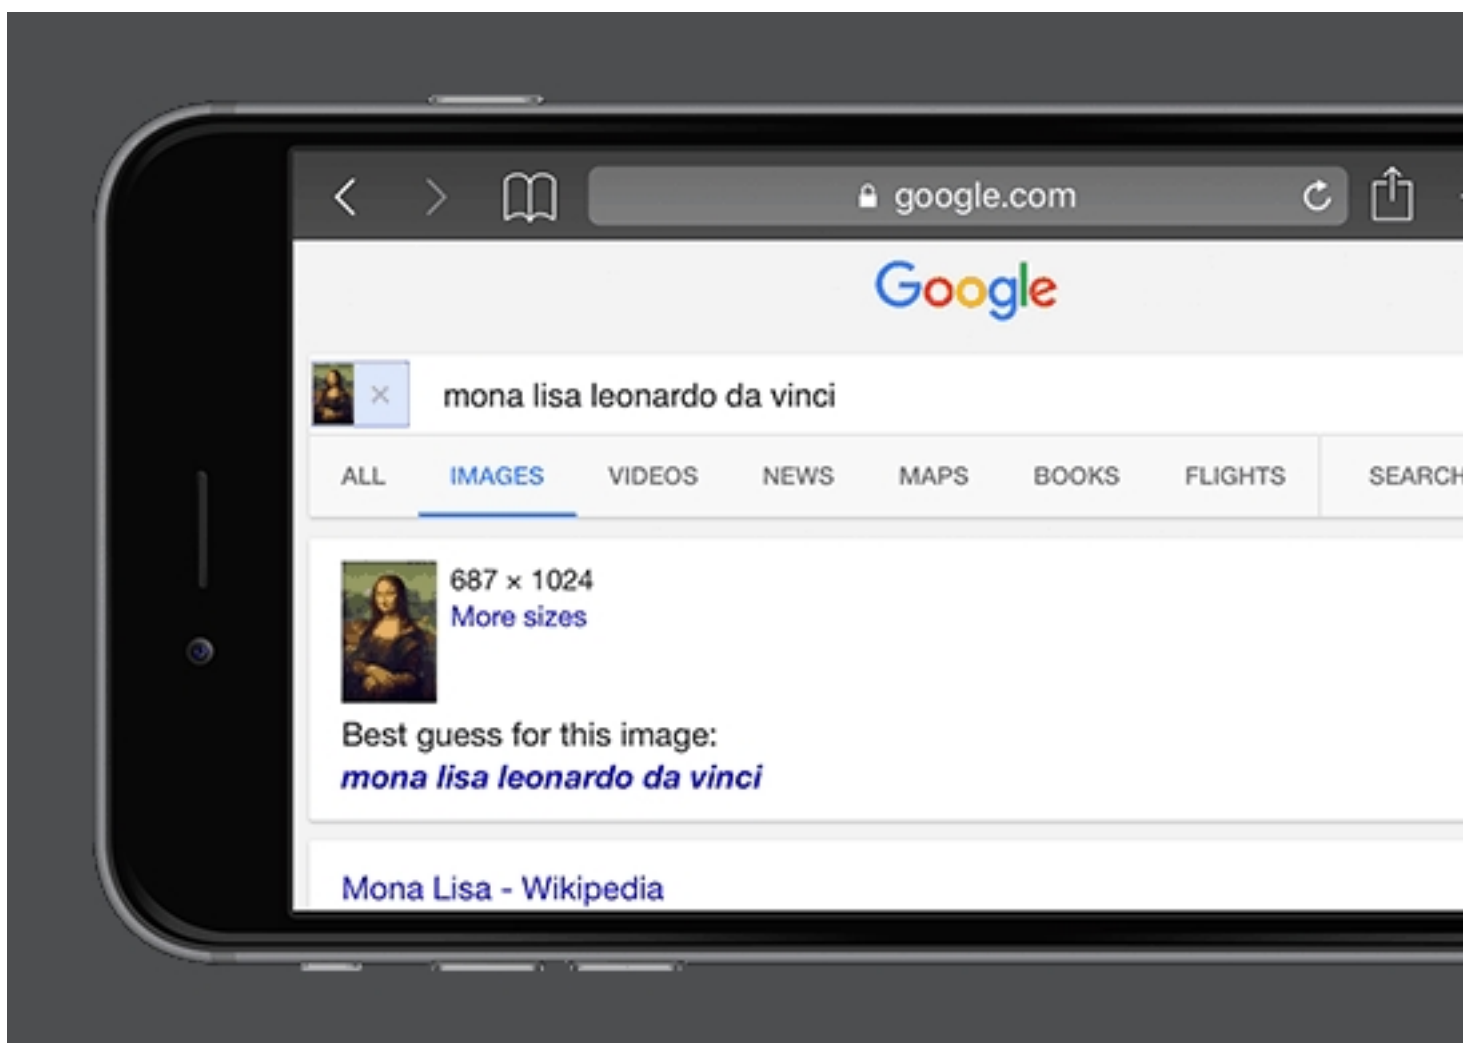 google.com
Google
mona lisa leonardo da vinci
ALL IMAGES VIDEOS NEWS MAPS BOOKS FLIGHTS SEARCH
687 × 1024
More sizes
Best guess for this image:
mona lisa leonardo da vinci
Mona Lisa - Wikipedia